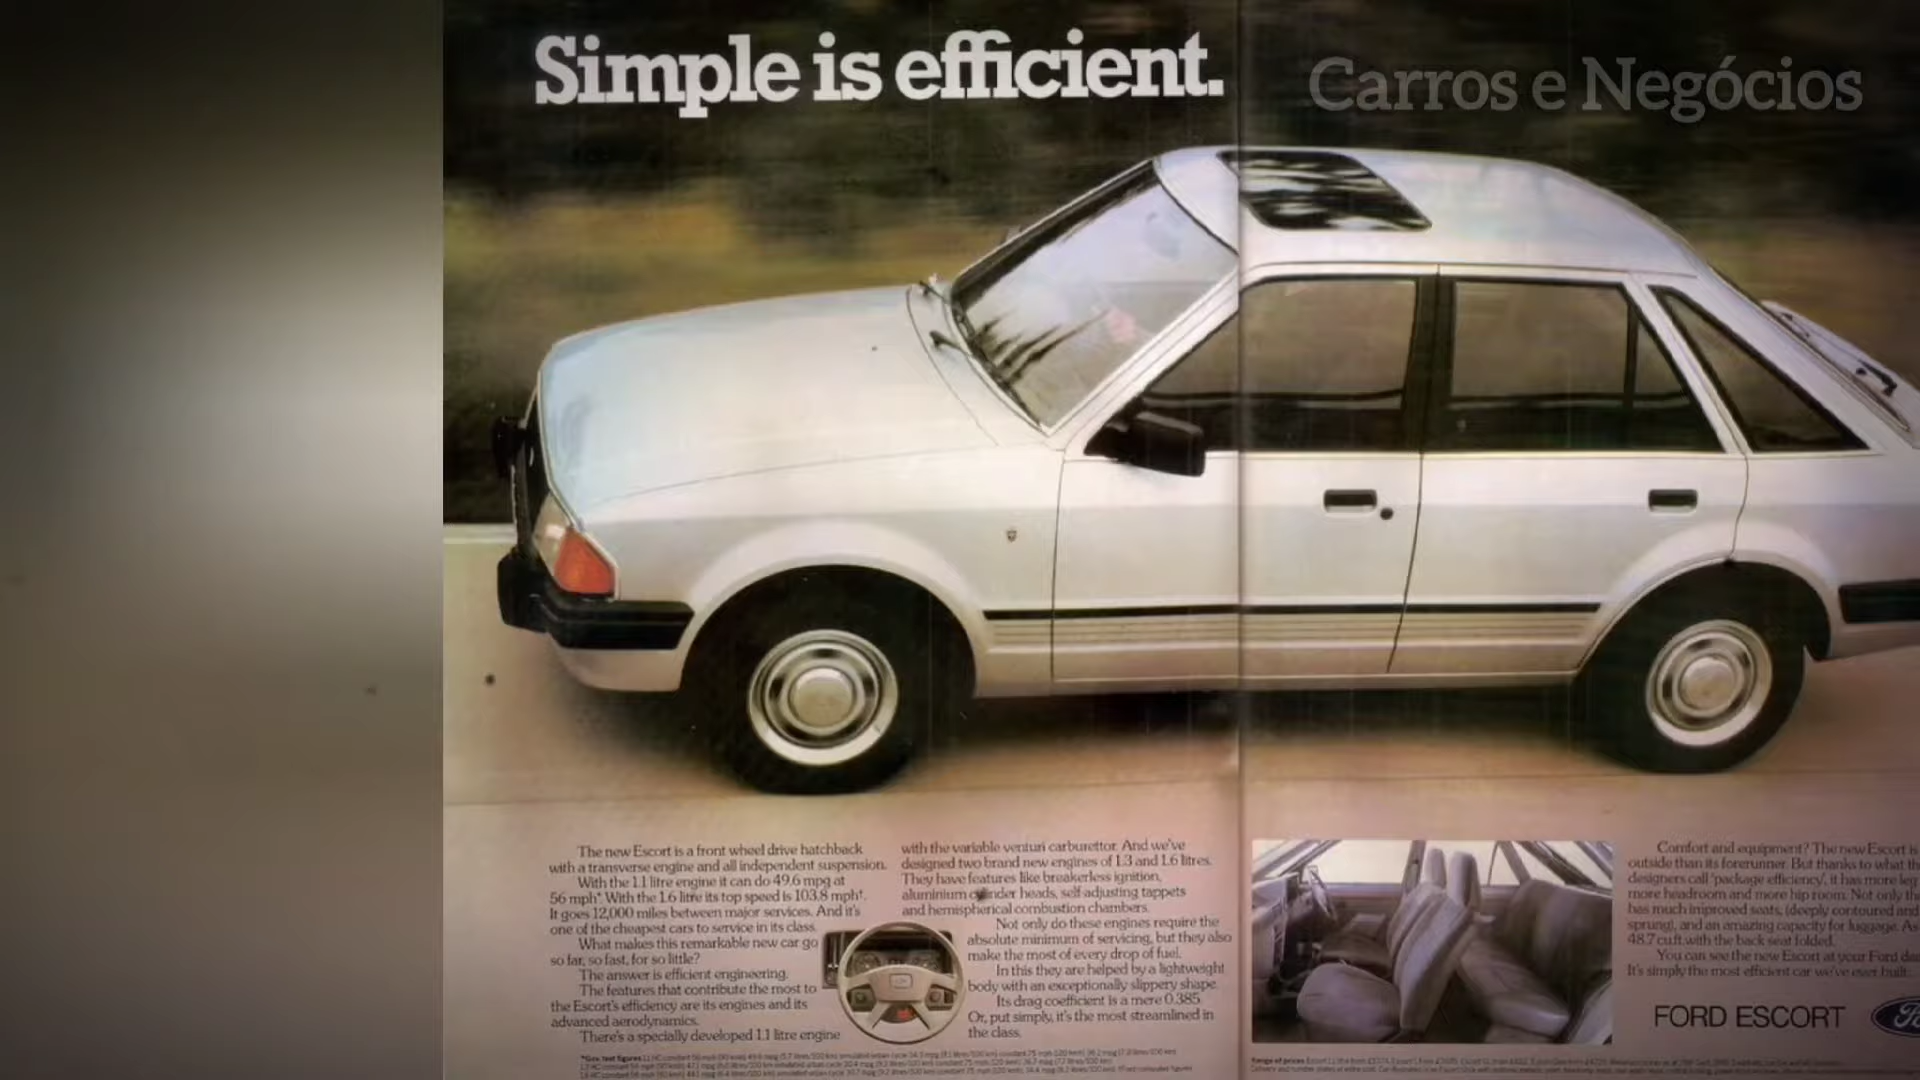 Simple is efficient.
Carros e Negócios
The new Escort is a front wheel drive hatchback
with a transverse engine and all independent suspension.
With the 1.1 litre engine it can do 49.6 mpg at
56 mph*. With the 1.6 litre its top speed is 103.8 mph†.
It goes 12,000 miles between major services. And it's
one of the cheapest cars to service in its class.
What makes this remarkable new car go
so far, so fast, for so little?
The answer is efficient engineering.
The features that contribute the most to
the Escort's efficiency are its engines and its
advanced aerodynamics.
There's a specially developed 1.1 litre engine
with the variable venturi carburettor. And we've
designed two brand new engines of 1.3 and 1.6 litres.
They have features like breakerless ignition,
aluminium cylinder heads, self-adjusting tappets
and hemispherical combustion chambers.
Not only do these engines require the
absolute minimum of servicing, but they also
make the most of every drop of fuel.
In this they are helped by a lightweight
body with an exceptionally slippery shape.
Its drag coefficient is a mere 0.385.
Or, put simply, it's the most streamlined in
the class.
Comfort and equipment? The new Escort is
outside than its forerunner. But thanks to what
designers call 'package efficiency', it has more leg
more headroom and more hip room. Not only
has much improved seats, (deeply contoured and
sprung), and an amazing capacity for luggage. As
48.7 cu.ft. with the back seat folded.
You can see the new Escort at your Ford
It's simply the most efficient car we've ever built.
FORD ESCORT